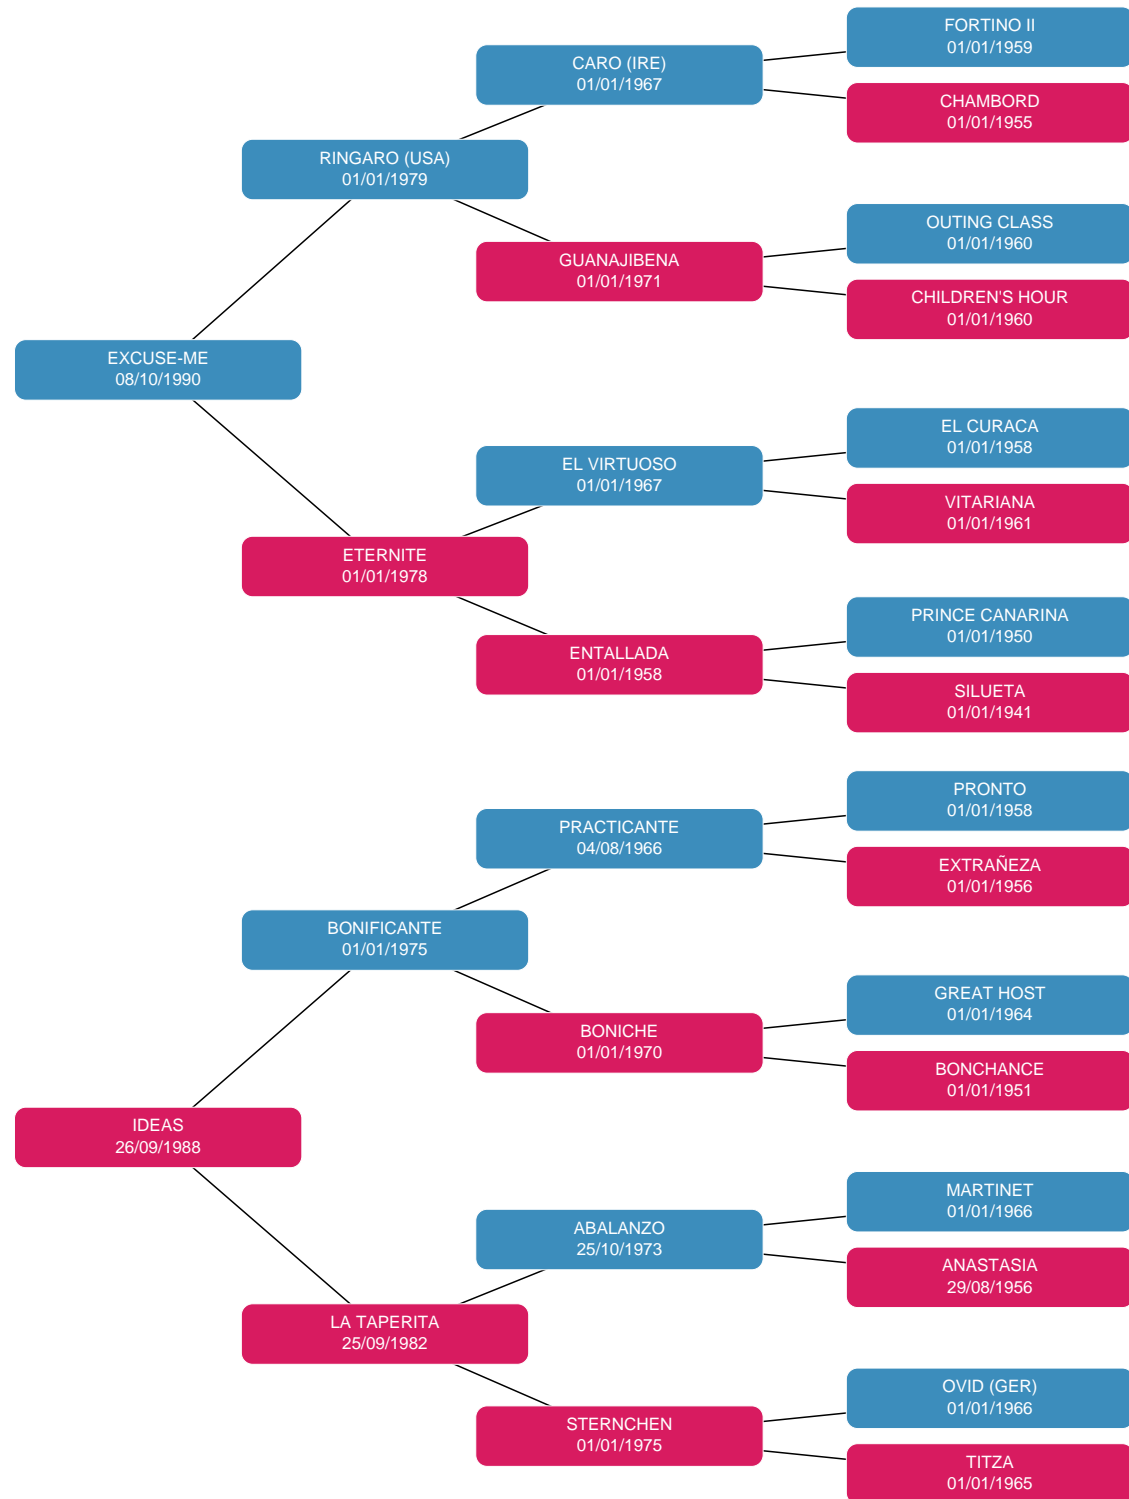 FORTINO II
01/01/1959
CARO (IRE)
01/01/1967
CHAMBORD
01/01/1955
RINGARO (USA)
01/01/1979
OUTING CLASS
01/01/1960
GUANAJIBENA
01/01/1971
CHILDREN'S HOUR
01/01/1960
EXCUSE-ME
08/10/1990
EL CURACA
01/01/1958
EL VIRTUOSO
01/01/1967
VITARIANA
01/01/1961
ETERNITE
01/01/1978
PRINCE CANARINA
01/01/1950
ENTALLADA
01/01/1958
SILUETA
01/01/1941
PRONTO
01/01/1958
PRACTICANTE
04/08/1966
EXTRAÑEZA
01/01/1956
BONIFICANTE
01/01/1975
GREAT HOST
01/01/1964
BONICHE
01/01/1970
BONCHANCE
01/01/1951
IDEAS
26/09/1988
MARTINET
01/01/1966
ABALANZO
25/10/1973
ANASTASIA
29/08/1956
LA TAPERITA
25/09/1982
OVID (GER)
01/01/1966
STERNCHEN
01/01/1975
TITZA
01/01/1965